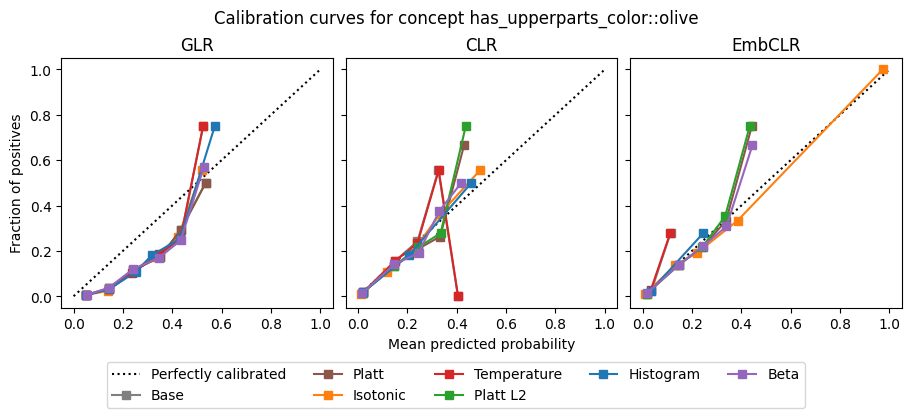 Calibration curves for concept has_upperparts_color::olive
GLR
CLR
EmbCLR
Fraction of positives
1.0
0.8
0.6
0.4
0.2
0.0
0.0 0.2 0.4 0.6 0.8 1.0
0.0 0.2 0.4 0.6 0.8 1.0
0.0 0.2 0.4 0.6 0.8 1.0
Mean predicted probability
Perfectly calibrated
Base
Platt
Isotonic
Temperature
Platt L2
Histogram
Beta